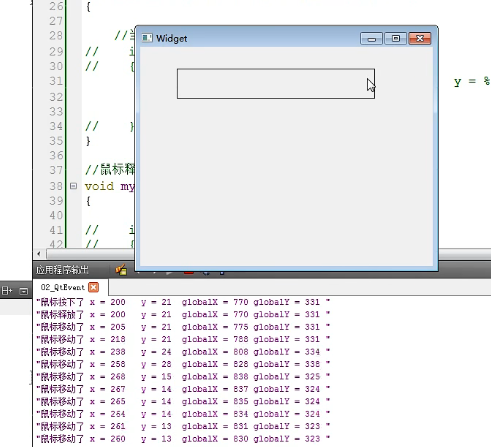 26
27
28
29
30
31
32
33
34
35
36
37
38
39
40
41
42
{
//当
// i
// {
y = %
// }
}
//鼠标释
void my
{
// i
// {
Widget
应用程序输出
02_QtEvent
"鼠标按下了 x = 200 y = 21 globalX = 770 globalY = 331 "
"鼠标释放了 x = 200 y = 21 globalX = 770 globalY = 331 "
"鼠标移动了 x = 205 y = 21 globalX = 775 globalY = 331 "
"鼠标移动了 x = 218 y = 21 globalX = 788 globalY = 331 "
"鼠标移动了 x = 238 y = 24 globalX = 808 globalY = 334 "
"鼠标移动了 x = 258 y = 28 globalX = 828 globalY = 338 "
"鼠标移动了 x = 268 y = 15 globalX = 838 globalY = 325 "
"鼠标移动了 x = 267 y = 14 globalX = 837 globalY = 324 "
"鼠标移动了 x = 265 y = 14 globalX = 835 globalY = 324 "
"鼠标移动了 x = 264 y = 14 globalX = 834 globalY = 324 "
"鼠标移动了 x = 261 y = 13 globalX = 831 globalY = 323 "
"鼠标移动了 x = 260 y = 13 globalX = 830 globalY = 323 "